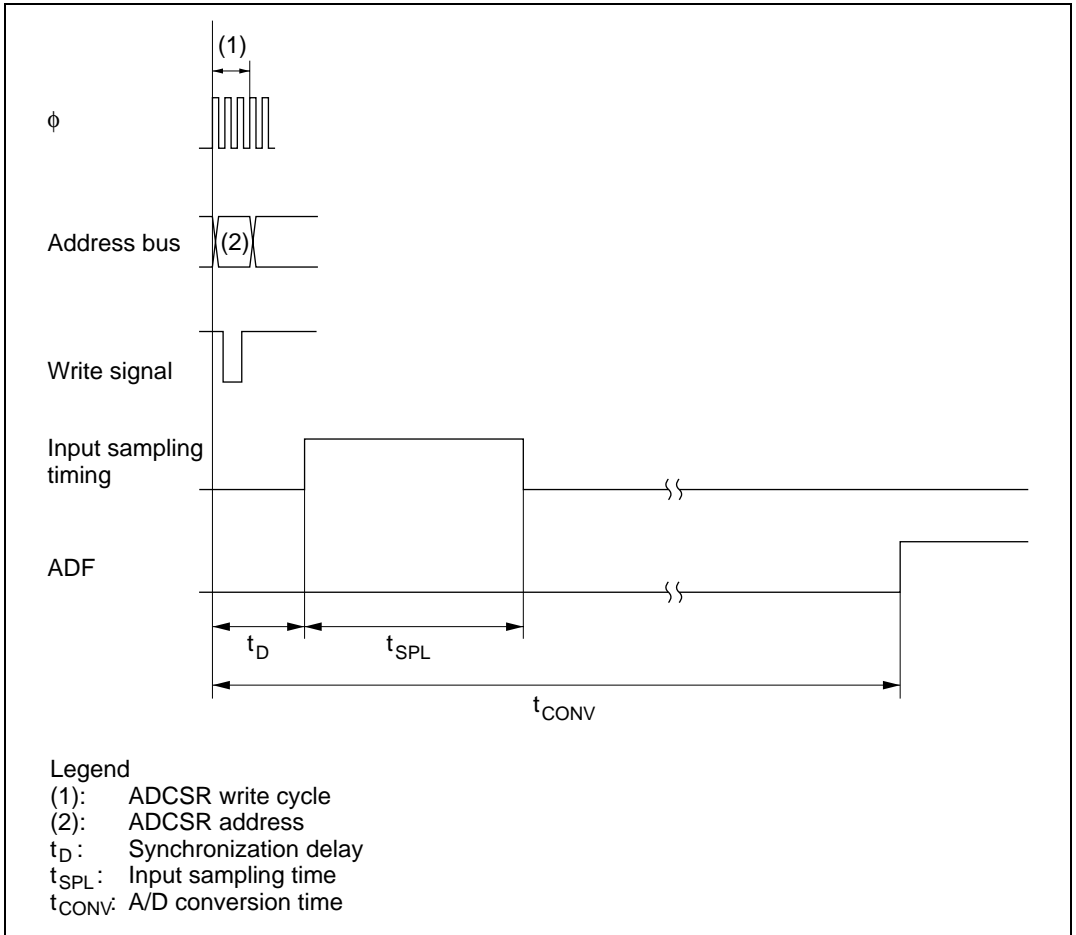 (1)
ϕ
Address bus
(2)
Write signal
Input sampling
timing
ADF
tD
tSPL
tCONV
Legend
(1): ADCSR write cycle
(2): ADCSR address
tD : Synchronization delay
tSPL : Input sampling time
tCONV: A/D conversion time